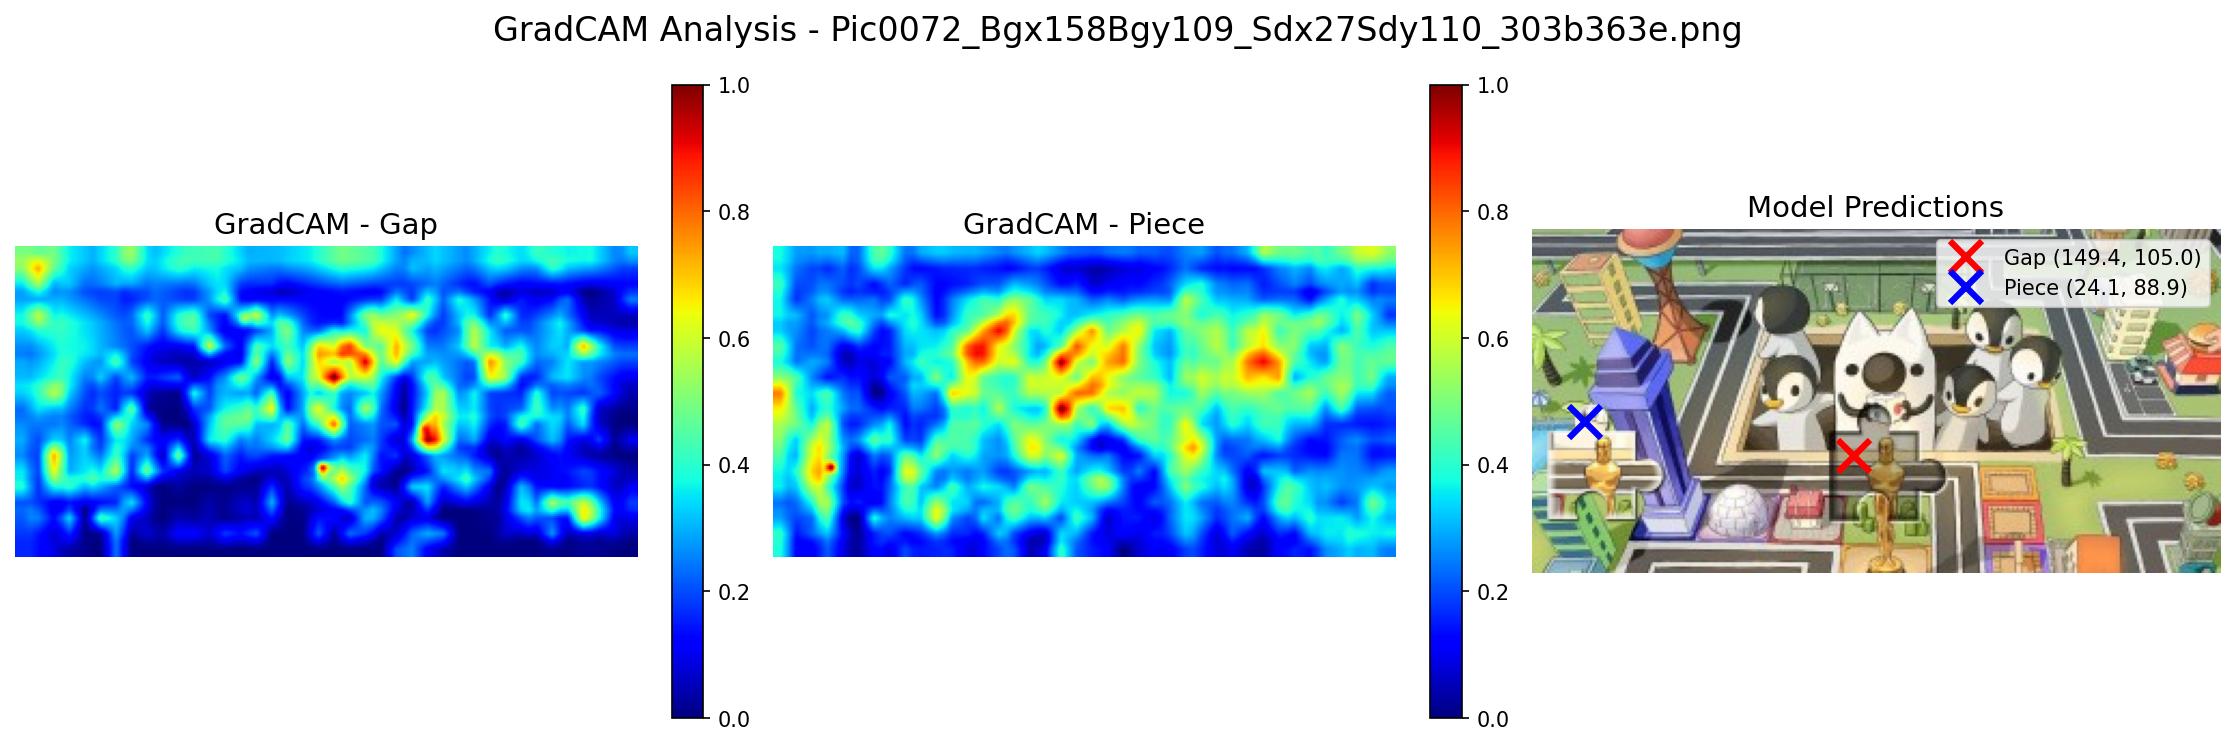 GradCAM Analysis - Pic0072_Bgx158Bgy109_Sdx27Sdy110_303b363e.png
GradCAM - Gap
1.0
0.8
0.6
0.4
0.2
0.0
GradCAM - Piece
1.0
0.8
0.6
0.4
0.2
0.0
Model Predictions
Gap (149.4, 105.0)
Piece (24.1, 88.9)